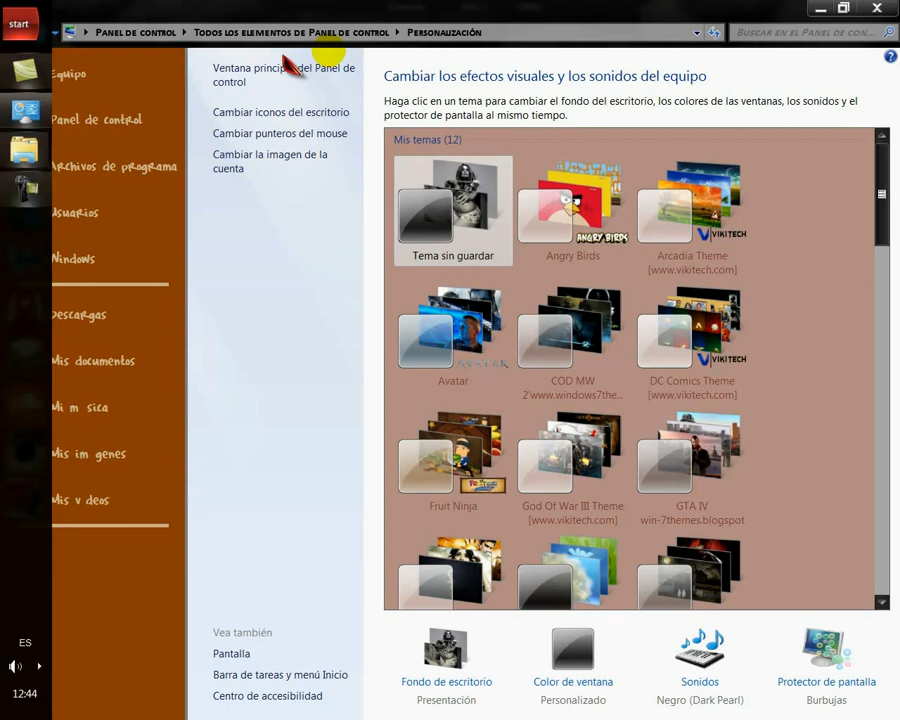 start
PANEL DE CONTROL
TODOS LOS ELEMENTOS DE PANEL DE CONTROL
PERSONALIZACIÓN
BUSCAR EN EL PANEL DE CON...
Equipo
Panel de control
Archivos de programa
Usuarios
Windows
Descargas
Mis documentos
Mi m sica
Mis im genes
Mis v deos
ES
12:44
Ventana principal del Panel de
control
Cambiar iconos del escritorio
Cambiar punteros del mouse
Cambiar la imagen de la
cuenta
Vea también
Pantalla
Barra de tareas y menú Inicio
Centro de accesibilidad
Cambiar los efectos visuales y los sonidos del equipo
Haga clic en un tema para cambiar el fondo del escritorio, los colores de las ventanas, los sonidos y el
protector de pantalla al mismo tiempo.
Mis temas (12)
ANGRY BIRDS
VIKITECH
Tema sin guardar
Angry Birds
Arcadia Theme
[www.vikitech.com]
AVATAR
VIKITECH
Avatar
COD MW
2'www.windows7the...
DC Comics Theme
[www.vikitech.com]
Fruit Ninja
God Of War III Theme
[www.vikitech.com]
GTA IV
win-7themes.blogspot
Fondo de escritorio
Presentación
Color de ventana
Personalizado
Sonidos
Negro (Dark Pearl)
Protector de pantalla
Burbujas